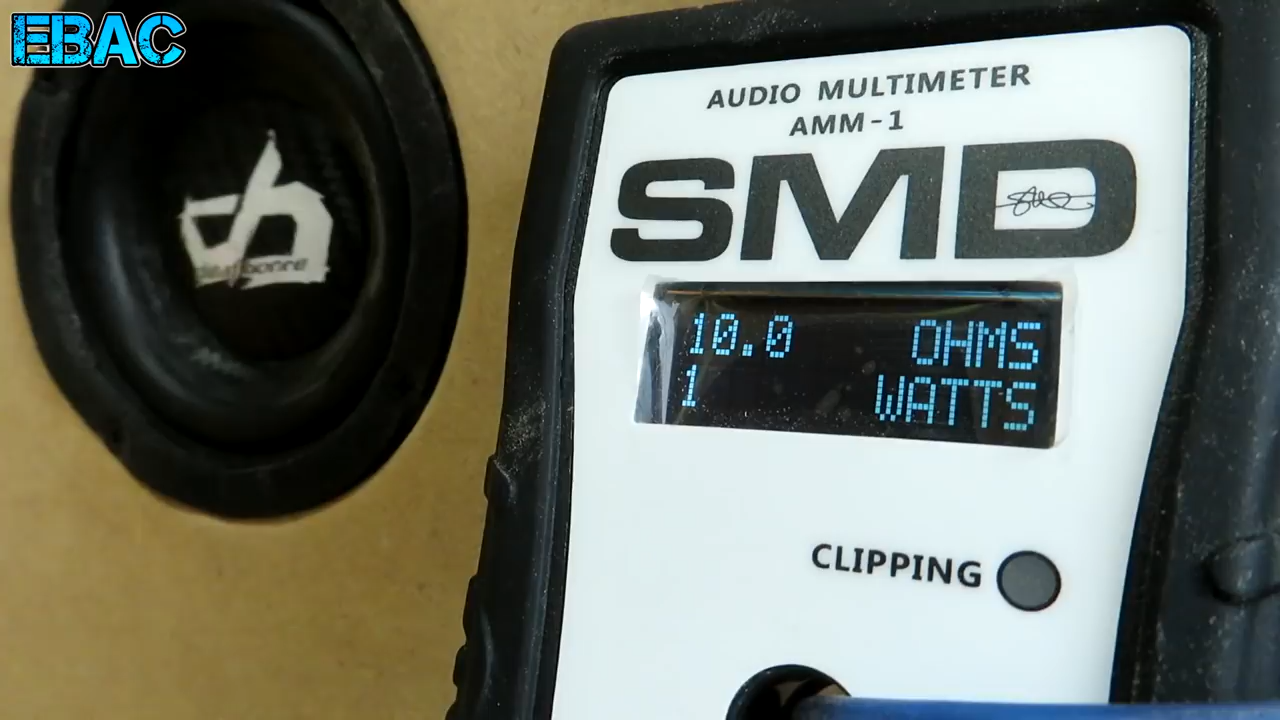 EBAC
AUDIO MULTIMETER
AMM-1
SMD
10.0 OHMS
1 WATTS
CLIPPING